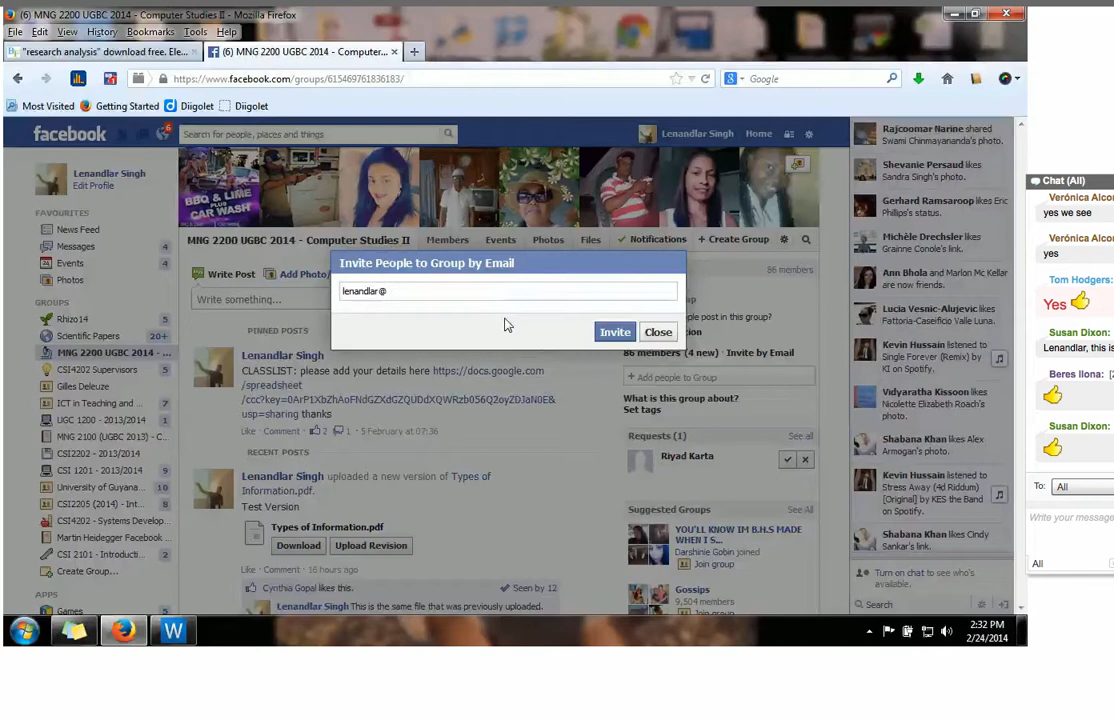 (6) MNG 2200 UGBC 2014 - Computer Studies II - Mozilla Firefox
File Edit View History Bookmarks Tools Help
"research analysis" download free. Ele...
(6) MNG 2200 UGBC 2014 - Computer...
https://www.facebook.com/groups/615469761836183/
Google
Most Visited Getting Started Diigolet Diigolet
facebook
6
Search for people, places and things
Lenandlar Singh Home
Lenandlar Singh
Edit Profile
FAVOURITES
News Feed
Messages 4
Events 4
Photos
GROUPS
Rhizo14 4
Scientific Papers 20+
MNG 2200 UGBC 2014 - ...
CSI4202 Supervisors 5
Gilles Deleuze
ICT in Teaching and ... 7
UGC 1200 - 2013/2014 1
MNG 2100 (UGBC 2013) - C...
CSI2202 - 2013/2014
CSI 1201 - 2013/2014 9
University of Guyana... 10
CSI2205 (2014) - Int... 8
CSI4202 - Systems Develop...
Martin Heidegger Facebook ...
CSI 2101 - Introducti... 2
Create Group...
APPS
Games
BBQ & LIME
PLUS
CAR WASH
MNG 2200 UGBC 2014 - Computer Studies II Members Events Photos Files Notifications + Create Group
Write Post Add Photo/
Write something...
86 members
Invite People to Group by Email
lenandlar@
Invite Close
people post in this group?
86 members (4 new) · Invite by Email
+ Add people to Group
What is this group about?
Set tags
PINNED POSTS
Lenandlar Singh
CLASSLIST: please add your details here https://docs.google.com
/spreadsheet
/ccc?key=0ArP1XbZhAoFNdGZXdGZQUDdXQWRzb056Q2oyZDJaN0E&
usp=sharing thanks
Like · Comment · 2 · 1 · 5 February at 07:36
RECENT POSTS
Lenandlar Singh uploaded a new version of Types of
Information.pdf.
Test Version
Types of Information.pdf
Download Upload Revision
Like · Comment · 16 hours ago
Cynthia Gopal likes this. Seen by 12
Lenandlar Singh This is the same file that was previously uploaded.
Requests (1) See all
Riyad Karta
Suggested Groups See All
YOU'LL KNOW IM B.H.S MADE
WHEN I S...
Darshinie Gobin joined
Join group
Gossips
9,504 members
Join group
Rajcoomar Narine shared
Swami Chinmayananda's photo.
Shevanie Persaud likes
Sandra Singh's photo.
Gerhard Ramsaroop likes Eric
Phillips's status.
Michèle Drechsler likes
Grainne Conole's link.
Ann Bhola and Marlon Mc Kellar
are now friends.
Lucia Vesnic-Alujevic likes
Fattoria-Caseificio Valle Luna.
Kevin Hussain listened to
Single Forever (Remix) by
KI on Spotify.
Vidyaratha Kissoon likes
Nicolette Elizabeth Roach's
photo.
Shabana Khan likes Alex
Armogan's photo.
Kevin Hussain listened to
Stress Away (4d Riddum)
[Original] by KES the Band
on Spotify.
Shabana Khan likes Cindy
Sankar's link.
Turn on chat to see who's
available.
Search
Chat (All)
Verónica Alcor
yes we see
Verónica Alcor
yes
Tom Hodgers:
Yes
Susan Dixon:
Lenandlar, this is
Beres Ilona: [2
Susan Dixon:
To: All
Write your message
All
2:32 PM
2/24/2014